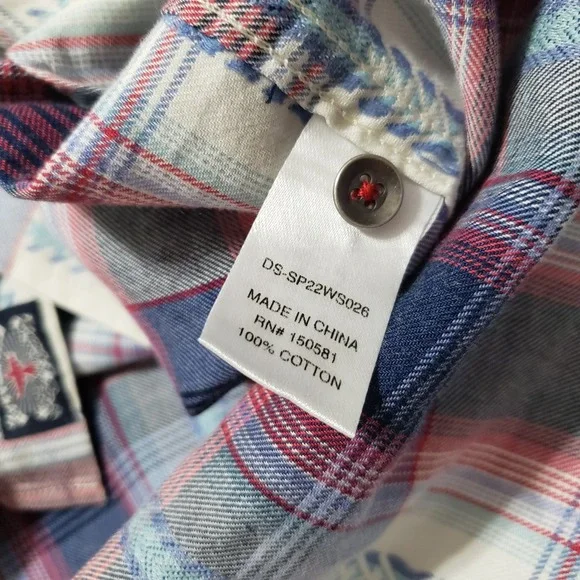 DS-SP22WS026
MADE IN CHINA
RN# 150581
100% COTTON